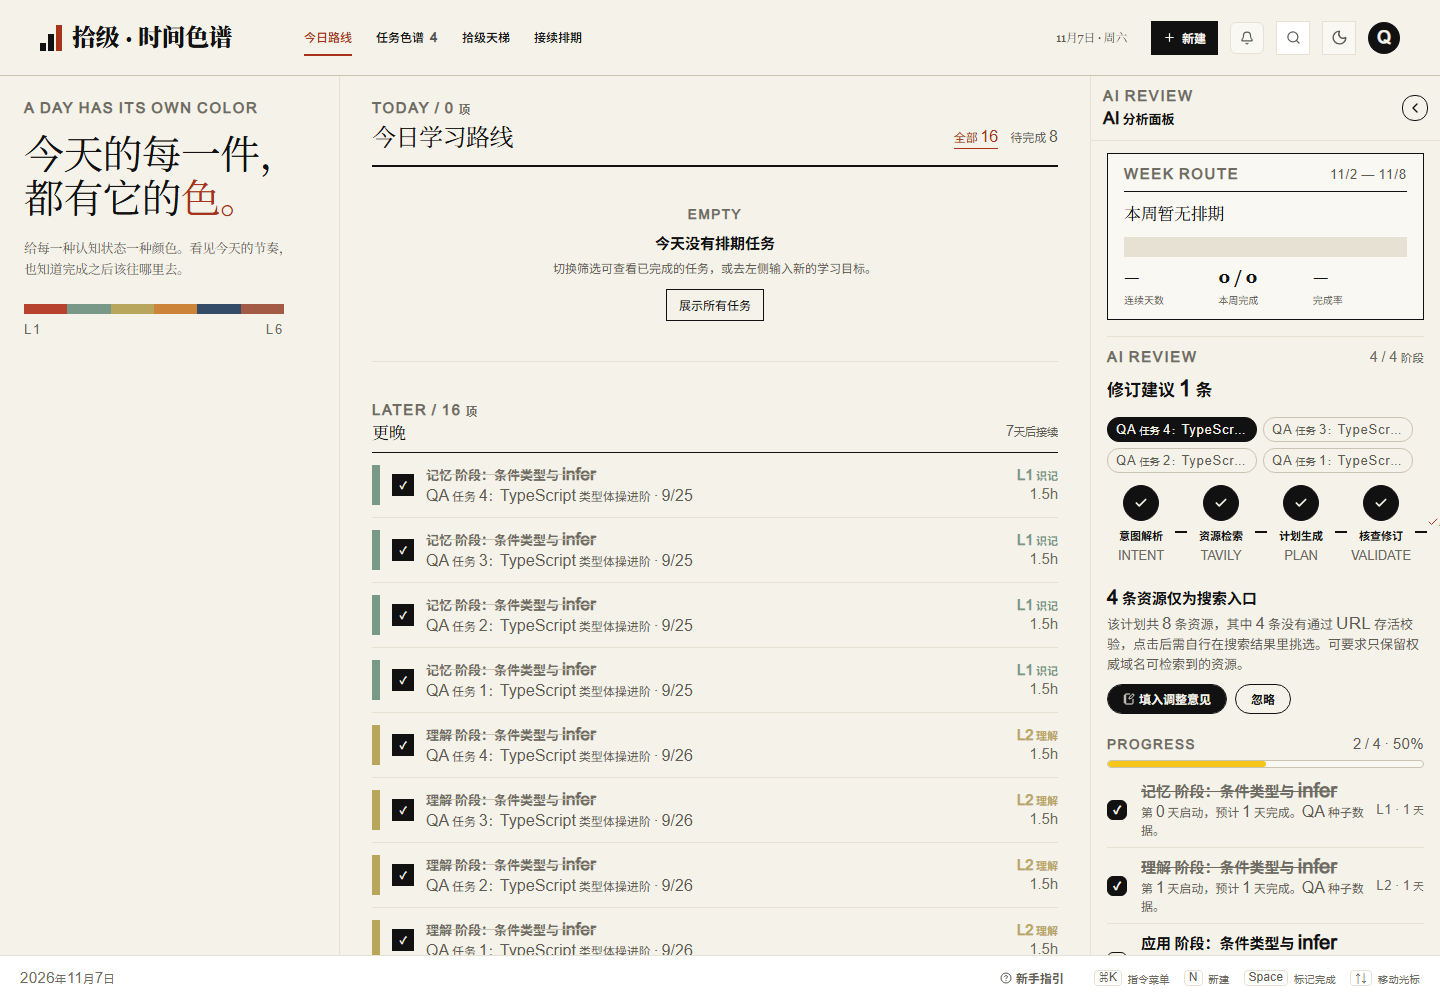 拾级 · 时间色谱
今日路线
任务色谱 4
拾级天梯
接续排期
11月7日 · 周六
+ 新建
Q
A DAY HAS ITS OWN COLOR
今天的每一件，
都有它的色。
给每一种认知状态一种颜色。看见今天的节奏，
也知道完成之后该往哪里去。
L1
L6
TODAY / 0 项
今日学习路线
全部 16
待完成 8
EMPTY
今天没有排期任务
切换筛选可查看已完成的任务，或去左侧输入新的学习目标。
展示所有任务
LATER / 16 项
更晚
7天后接续
记忆 阶段：条件类型与 infer
QA 任务 4：TypeScript 类型体操进阶 · 9/25
L1 识记
1.5h
记忆 阶段：条件类型与 infer
QA 任务 3：TypeScript 类型体操进阶 · 9/25
L1 识记
1.5h
记忆 阶段：条件类型与 infer
QA 任务 2：TypeScript 类型体操进阶 · 9/25
L1 识记
1.5h
记忆 阶段：条件类型与 infer
QA 任务 1：TypeScript 类型体操进阶 · 9/25
L1 识记
1.5h
理解 阶段：条件类型与 infer
QA 任务 4：TypeScript 类型体操进阶 · 9/26
L2 理解
1.5h
理解 阶段：条件类型与 infer
QA 任务 3：TypeScript 类型体操进阶 · 9/26
L2 理解
1.5h
理解 阶段：条件类型与 infer
QA 任务 2：TypeScript 类型体操进阶 · 9/26
L2 理解
1.5h
理解 阶段：条件类型与 infer
QA 任务 1：TypeScript 类型体操进阶 · 9/26
L2 理解
1.5h
AI REVIEW
AI 分析面板
WEEK ROUTE
11/2 — 11/8
本周暂无排期
—
0 / 0
—
连续天数
本周完成
完成率
AI REVIEW
4 / 4 阶段
修订建议 1 条
QA 任务 4：TypeScr...
QA 任务 3：TypeScr...
QA 任务 2：TypeScr...
QA 任务 1：TypeScr...
意图解析
资源检索
计划生成
核查修订
INTENT
TAVILY
PLAN
VALIDATE
4 条资源仅为搜索入口
该计划共 8 条资源，其中 4 条没有通过 URL 存活校
验，点击后需自行在搜索结果里挑选。可要求只保留权
威域名可检索到的资源。
填入调整意见
忽略
PROGRESS
2 / 4 · 50%
记忆 阶段：条件类型与 infer
第 0 天启动，预计 1 天完成。QA 种子数
据。
L1 · 1 天
理解 阶段：条件类型与 infer
第 1 天启动，预计 1 天完成。QA 种子数
据。
L2 · 1 天
应用 阶段：条件类型与 infer
2026年11月7日
新手指引
⌘K 指令菜单
N 新建
Space 标记完成
↑↓ 移动光标